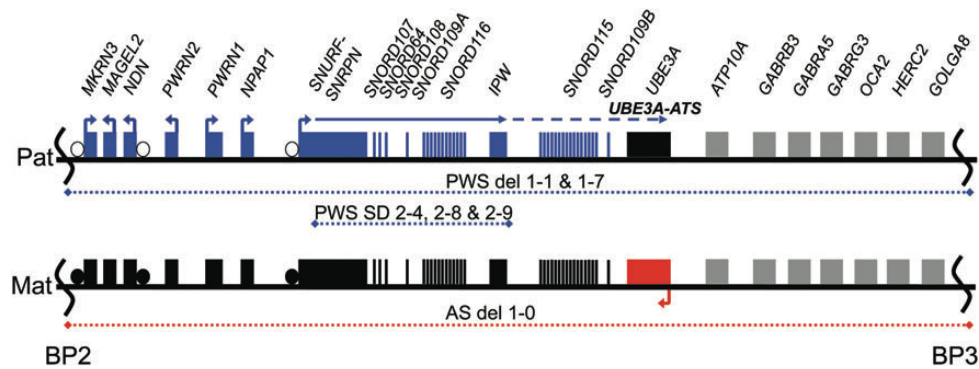 MKRN3
MAGEL2
NDN
PWRN2
PWRN1
NPAP1
SNURF-
SNRPN
SNORD107
SNORD64
SNORD108
SNORD109A
SNORD116
IPW
SNORD115
SNORD109B
UBE3A
ATP10A
GABRB3
GABRA5
GABRG3
OCA2
HERC2
GOLGA8
UBE3A-ATS
Pat
PWS del 1-1 & 1-7
PWS SD 2-4, 2-8 & 2-9
Mat
AS del 1-0
BP2
BP3